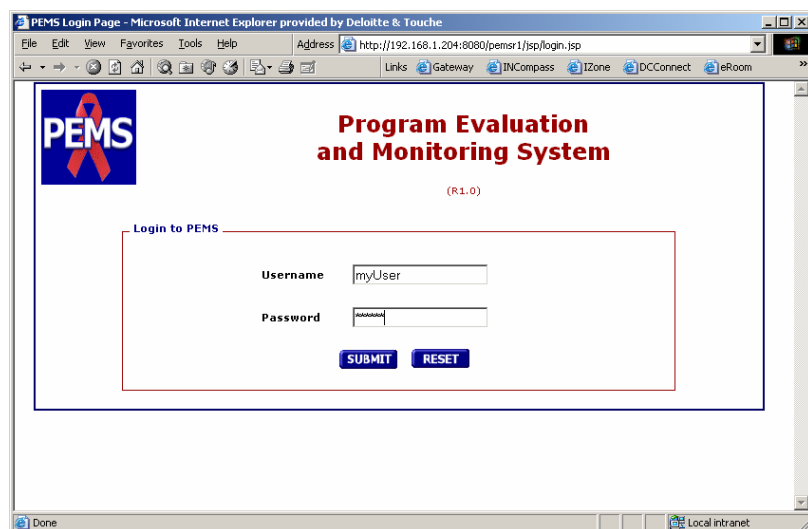 PEMS Login Page - Microsoft Internet Explorer provided by Deloitte & Touche
File Edit View Favorites Tools Help Address http://192.168.1.204:8080/pemsr1/jsp/login.jsp
Links Gateway INCompass IZone DCConnect eRoom »
PEMS
Program Evaluation
and Monitoring System
(R1.0)
Login to PEMS
Username myUser
Password ******
SUBMIT RESET
Done Local intranet